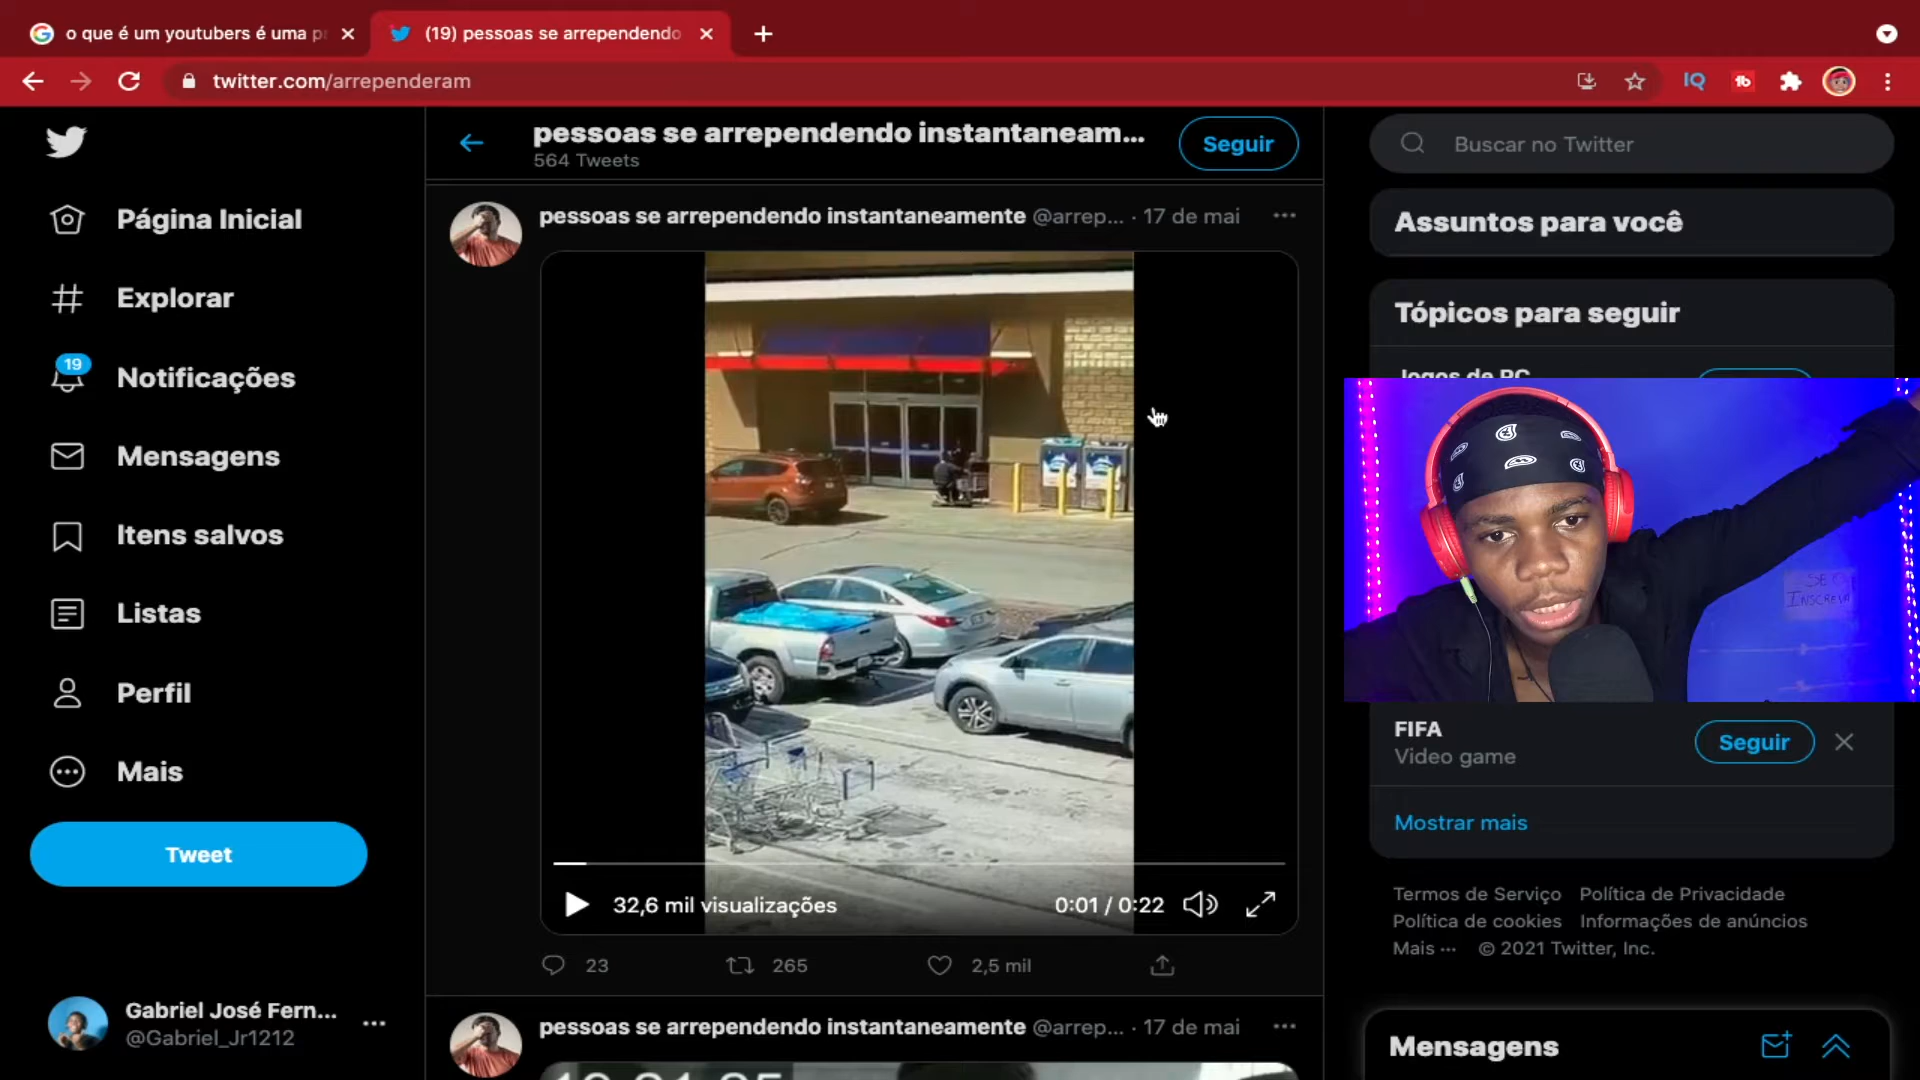 o que é um youtubers é uma p
(19) pessoas se arrependendo
twitter.com/arrependeram
IQ
pessoas se arrependendo instantaneam...
564 Tweets
Seguir
Buscar no Twitter
Página Inicial
Explorar
19
Notificações
Mensagens
Itens salvos
Listas
Perfil
Mais
Tweet
Gabriel José Fern...
@Gabriel_Jr1212
pessoas se arrependendo instantaneamente @arrep... · 17 de mai
32,6 mil visualizações
0:01 / 0:22
23
265
2,5 mil
pessoas se arrependendo instantaneamente @arrep... · 17 de mai
Assuntos para você
Tópicos para seguir
Jogos de PC
INSCREVA
FIFA
Video game
Seguir
Mostrar mais
Termos de Serviço Política de Privacidade
Política de cookies Informações de anúncios
Mais ··· © 2021 Twitter, Inc.
Mensagens